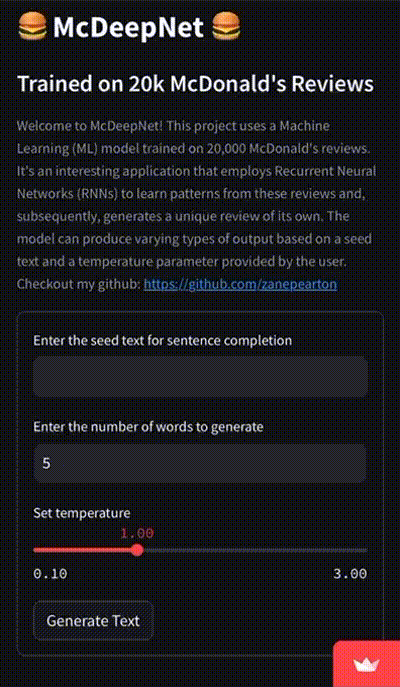 🍔 McDeepNet 🍔
Trained on 20k McDonald's Reviews
Welcome to McDeepNet! This project uses a Machine
Learning (ML) model trained on 20,000 McDonald's reviews.
It's an interesting application that employs Recurrent Neural
Networks (RNNs) to learn patterns from these reviews and,
subsequently, generates a unique review of its own. The
model can produce varying types of output based on a seed
text and a temperature parameter provided by the user.
Checkout my github: https://github.com/zanepearton
Enter the seed text for sentence completion
Enter the number of words to generate
5
Set temperature
1.00
0.10 3.00
Generate Text